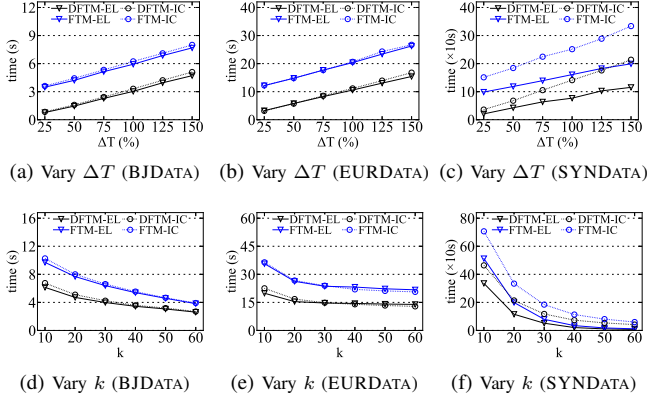 DFTM-EL DFTM-IC
FTM-EL FTM-IC
time (s)
12
9
6
3
0
25 50 75 100 125 150
ΔT (%)
(a) Vary ΔT (BJDATA)
DFTM-EL DFTM-IC
FTM-EL FTM-IC
time (s)
40
30
20
10
0
25 50 75 100 125 150
ΔT (%)
(b) Vary ΔT (EURDATA)
DFTM-EL DFTM-IC
FTM-EL FTM-IC
time (×10s)
40
30
20
10
0
25 50 75 100 125 150
ΔT (%)
(c) Vary ΔT (SYNDATA)
DFTM-EL DFTM-IC
FTM-EL FTM-IC
time (s)
16
12
8
4
0
10 20 30 40 50 60
k
(d) Vary k (BJDATA)
DFTM-EL DFTM-IC
FTM-EL FTM-IC
time (s)
60
45
30
15
0
10 20 30 40 50 60
k
(e) Vary k (EURDATA)
DFTM-EL DFTM-IC
FTM-EL FTM-IC
time (×10s)
80
60
40
20
0
10 20 30 40 50 60
k
(f) Vary k (SYNDATA)